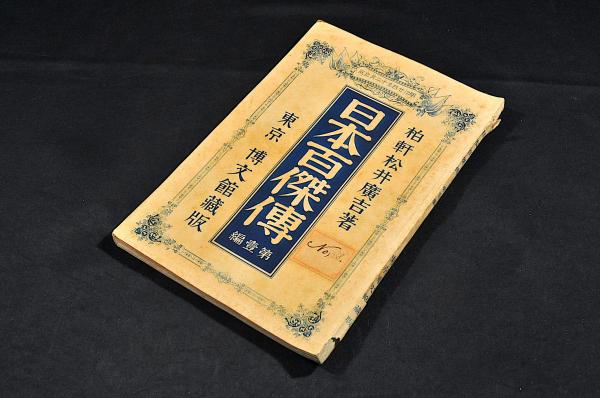 柏軒松井廣吉著
日本百傑傳
第壹編
No.
東京 博文館藏版